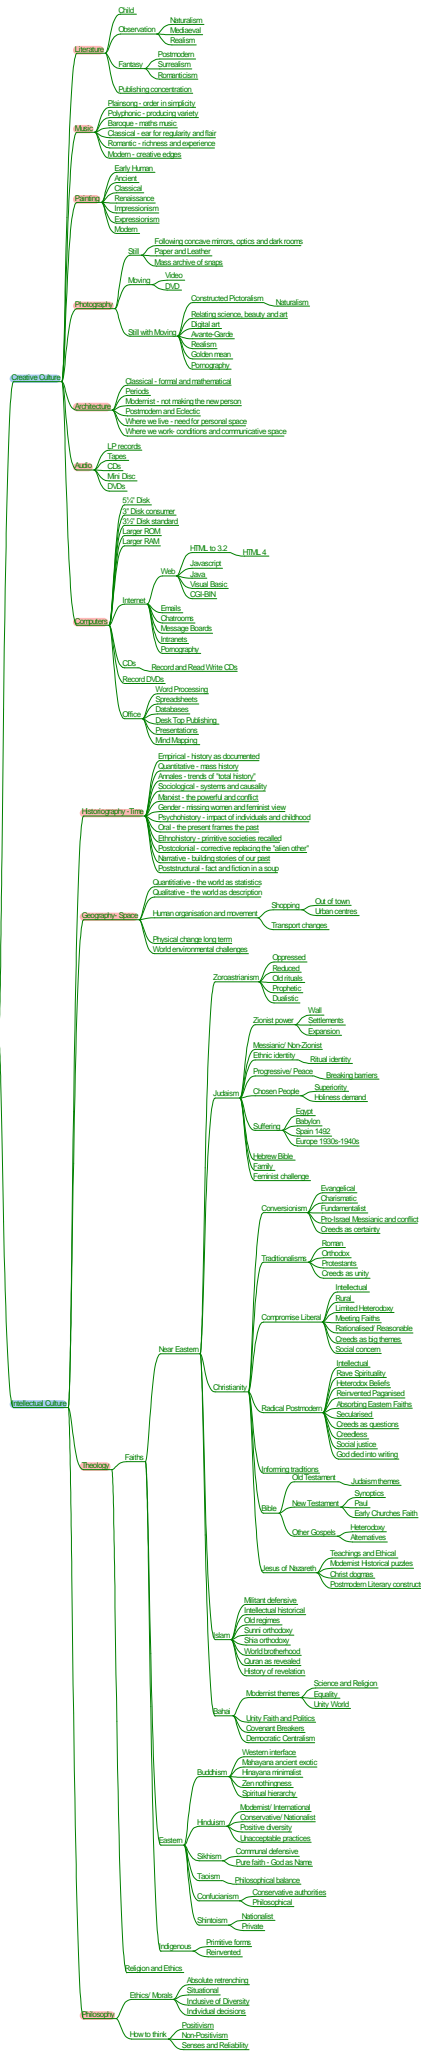 Child
Observation
Naturalism
Mediaeval
Realism
Literature
Fantasy
Postmodern
Surrealism
Romanticism
Publishing concentration
Music
Plainsong - order in simplicity
Polyphonic - producing variety
Baroque - maths music
Classical - ear for regularity and flair
Romantic - richness and experience
Modern - creative edges
Painting
Early Human
Ancient
Classical
Renaissance
Impressionism
Expressionism
Modern
Photography
Still
Following concave mirrors, optics and dark rooms
Paper and Leather
Mass archive of snaps
Moving
Video
DVD
Still with Moving
Constructed Pictoralism
Naturalism
Relating science, beauty and art
Digital art
Avante-Garde
Realism
Golden mean
Pornography
Creative Culture
Architecture
Classical - formal and mathematical
Periods
Modernist - not making the new person
Postmodern and Eclectic
Where we live - need for personal space
Where we work- conditions and communicative space
Audio
LP records
Tapes
CDs
Mini Disc
DVDs
Computers
5¼" Disk
3" Disk consumer
3½" Disk standard
Larger ROM
Larger RAM
Internet
Web
HTML to 3.2
HTML 4
Javascript
Java
Visual Basic
CGI-BIN
Emails
Chatrooms
Message Boards
Intranets
Pornography
CDs
Record and Read Write CDs
Record DVDs
Office
Word Processing
Spreadsheets
Databases
Desk Top Publishing
Presentations
Mind Mapping
Historiography - Time
Empirical - history as documented
Quantitative - mass history
Annales - trends of "total history"
Sociological - systems and causality
Marxist - the powerful and conflict
Gender - missing women and feminist view
Psychohistory - impact of individuals and childhood
Oral - the present frames the past
Ethnohistory - primitive societies recalled
Postcolonial - corrective replacing the "alien other"
Narrative - building stories of our past
Poststructural - fact and fiction in a soup
Geography- Space
Quantitiative - the world as statistics
Qualitative - the world as description
Human organisation and movement
Shopping
Out of town
Urban centres
Transport changes
Physical change long term
World environmental challenges
Intellectual Culture
Theology
Faiths
Near Eastern
Zoroastrianism
Oppressed
Reduced
Old rituals
Prophetic
Dualistic
Judaism
Zionist power
Wall
Settlements
Expansion
Messianic/ Non-Zionist
Ethnic identity
Ritual identity
Progressive/ Peace
Breaking barriers
Chosen People
Superiority
Holiness demand
Suffering
Egypt
Babylon
Spain 1492
Europe 1930s-1940s
Hebrew Bible
Family
Feminist challenge
Christianity
Conversionism
Evangelical
Charismatic
Fundamentalist
Pro-Israel Messianic and conflict
Creeds as certainty
Traditionalisms
Roman
Orthodox
Protestants
Creeds as unity
Compromise Liberal
Intellectual
Rural
Limited Heterodoxy
Meeting Faiths
Rationalised/ Reasonable
Creeds as big themes
Social concern
Radical Postmodern
Intellectual
Rave Spirituality
Heterodox Beliefs
Reinvented Paganised
Absorbing Eastern Faiths
Secularised
Creeds as questions
Creedless
Social justice
God died into writing
Informing traditions
Bible
Old Testament
Judaism themes
New Testament
Synoptics
Paul
Early Churches Faith
Other Gospels
Heterodoxy
Alternatives
Jesus of Nazareth
Teachings and Ethical
Modernist Historical puzzles
Christ dogmas
Postmodern Literary construct
Islam
Militant defensive
Intellectual historical
Old regimes
Sunni orthodoxy
Shia orthodoxy
World brotherhood
Quran as revealed
History of revelation
Bahai
Modernist themes
Science and Religion
Equality
Unity World
Unity Faith and Politics
Covenant Breakers
Democratic Centralism
Eastern
Buddhism
Western interface
Mahayana ancient exotic
Hinayana minimalist
Zen nothingness
Spiritual hierarchy
Hinduism
Modernist/ International
Conservative/ Nationalist
Positive diversity
Unacceptable practices
Sikhism
Communal defensive
Pure faith - God as Name
Taoism
Philosophical balance
Confucianism
Conservative authorities
Philosophical
Shintoism
Nationalist
Private
Indigenous
Primitive forms
Reinvented
Religion and Ethics
Philosophy
Ethics/ Morals
Absolute retrenching
Situational
Inclusive of Diversity
Individual decisions
How to think
Positivism
Non-Positivism
Senses and Reliability